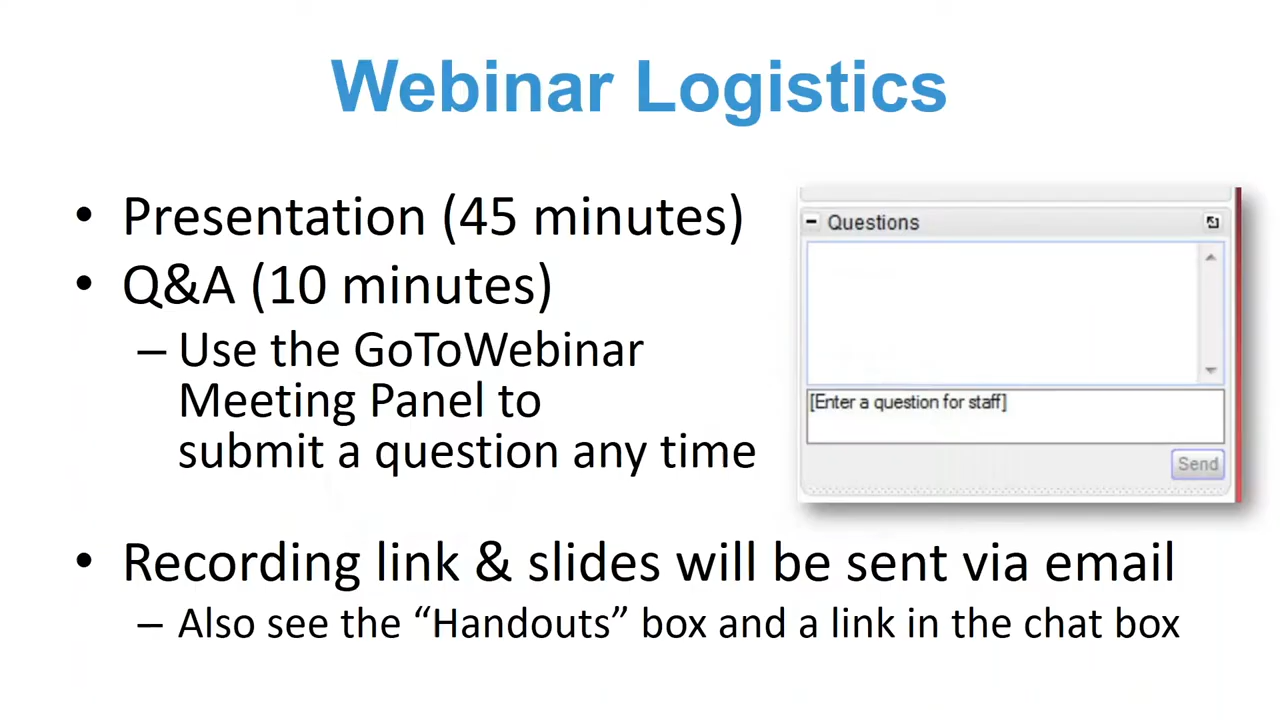 Webinar Logistics
• Presentation (45 minutes)
• Q&A (10 minutes)
– Use the GoToWebinar
Meeting Panel to
submit a question any time
Questions
[Enter a question for staff]
Send
• Recording link & slides will be sent via email
– Also see the “Handouts” box and a link in the chat box